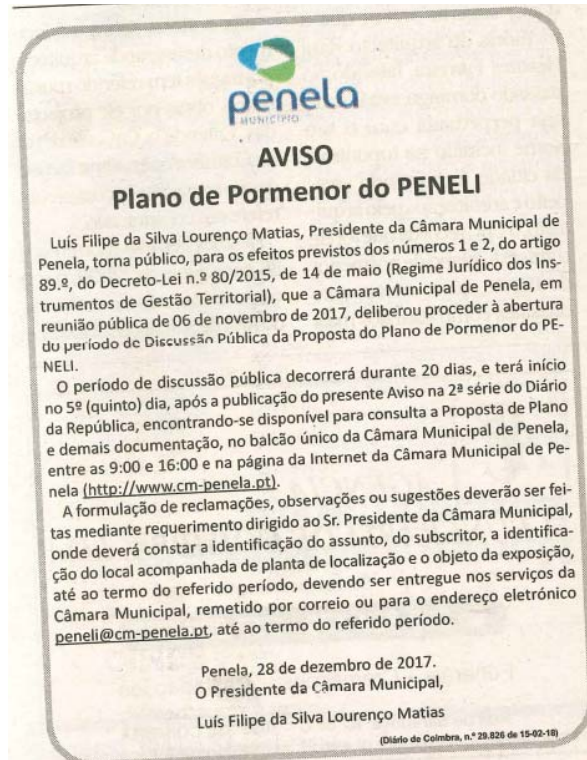 penela
MUNICÍPIO
AVISO
Plano de Pormenor do PENELI
Luís Filipe da Silva Lourenço Matias, Presidente da Câmara Municipal de
Penela, torna público, para os efeitos previstos dos números 1 e 2, do artigo
89.º, do Decreto-Lei n.º 80/2015, de 14 de maio (Regime Jurídico dos Ins-
trumentos de Gestão Territorial), que a Câmara Municipal de Penela, em
reunião pública de 06 de novembro de 2017, deliberou proceder à abertura
do período de Discussão Pública da Proposta do Plano de Pormenor do PE-
NELI.
O período de discussão pública decorrerá durante 20 dias, e terá início
no 5º (quinto) dia, após a publicação do presente Aviso na 2ª série do Diário
da República, encontrando-se disponível para consulta a Proposta de Plano
e demais documentação, no balcão único da Câmara Municipal de Penela,
entre as 9:00 e 16:00 e na página da Internet da Câmara Municipal de Pe-
nela (http://www.cm-penela.pt).
A formulação de reclamações, observações ou sugestões deverão ser fei-
tas mediante requerimento dirigido ao Sr. Presidente da Câmara Municipal,
onde deverá constar a identificação do assunto, do subscritor, a identifica-
ção do local acompanhada de planta de localização e o objeto da exposição,
até ao termo do referido período, devendo ser entregue nos serviços da
Câmara Municipal, remetido por correio ou para o endereço eletrónico
peneli@cm-penela.pt, até ao termo do referido período.
Penela, 28 de dezembro de 2017.
O Presidente da Câmara Municipal,
Luís Filipe da Silva Lourenço Matias
(Diário de Coimbra, n.º 29.826 de 15-02-18)